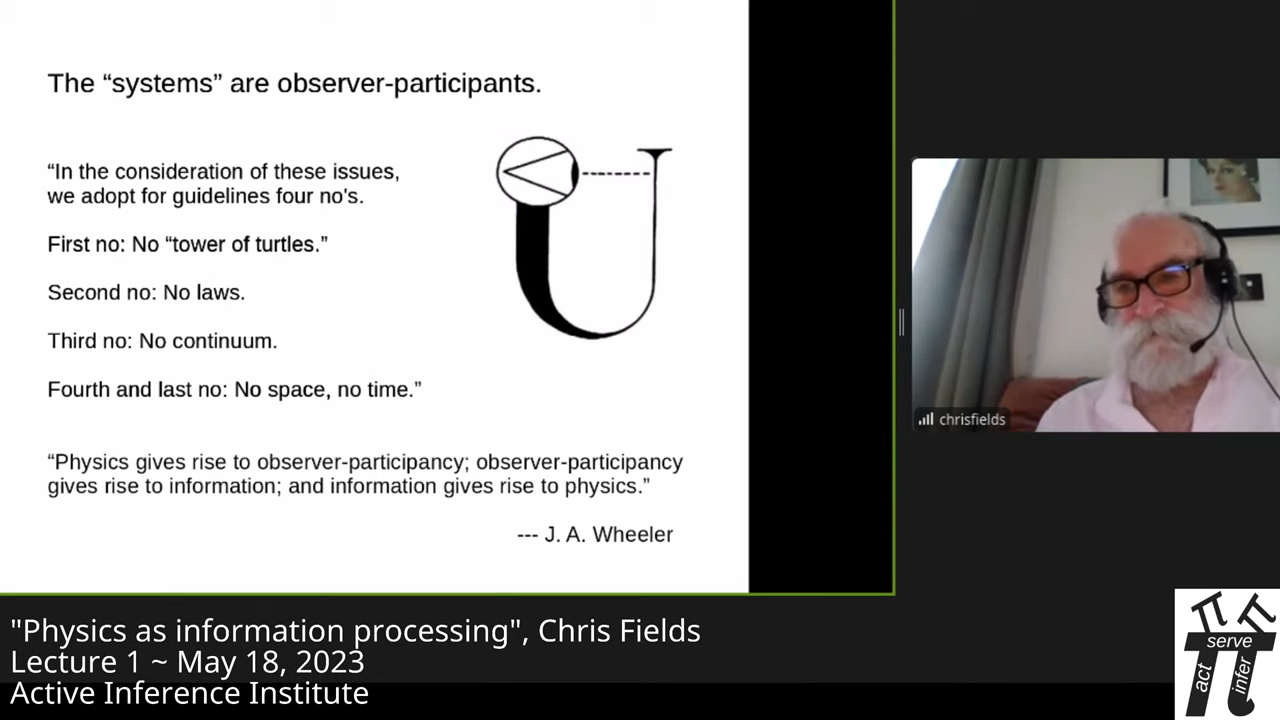 The “systems” are observer-participants.
“In the consideration of these issues,
we adopt for guidelines four no's.
First no: No “tower of turtles.”
Second no: No laws.
Third no: No continuum.
Fourth and last no: No space, no time.”
“Physics gives rise to observer-participancy; observer-participancy
gives rise to information; and information gives rise to physics.”
--- J. A. Wheeler
chrisfields
"Physics as information processing", Chris Fields
Lecture 1 ~ May 18, 2023
Active Inference Institute
serve
act
infer